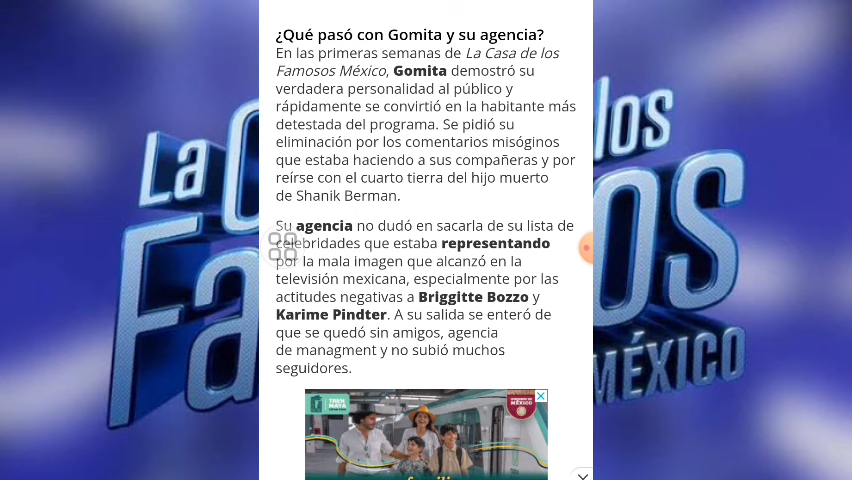 ¿Qué pasó con Gomita y su agencia?
En las primeras semanas de La Casa de los
Famosos México, Gomita demostró su
verdadera personalidad al público y
rápidamente se convirtió en la habitante más
detestada del programa. Se pidió su
eliminación por los comentarios misóginos
que estaba haciendo a sus compañeras y por
reírse con el cuarto tierra del hijo muerto
de Shanik Berman.
Su agencia no dudó en sacarla de su lista de
celebridades que estaba representando
por la mala imagen que alcanzó en la
televisión mexicana, especialmente por las
actitudes negativas a Briggitte Bozzo y
Karime Pindter. A su salida se enteró de
que se quedó sin amigos, agencia
de managment y no subió muchos
seguidores.
TREN
MAYA
GOBIERNO DE
MÉXICO
La C
Fa
los
OS
MÉXICO